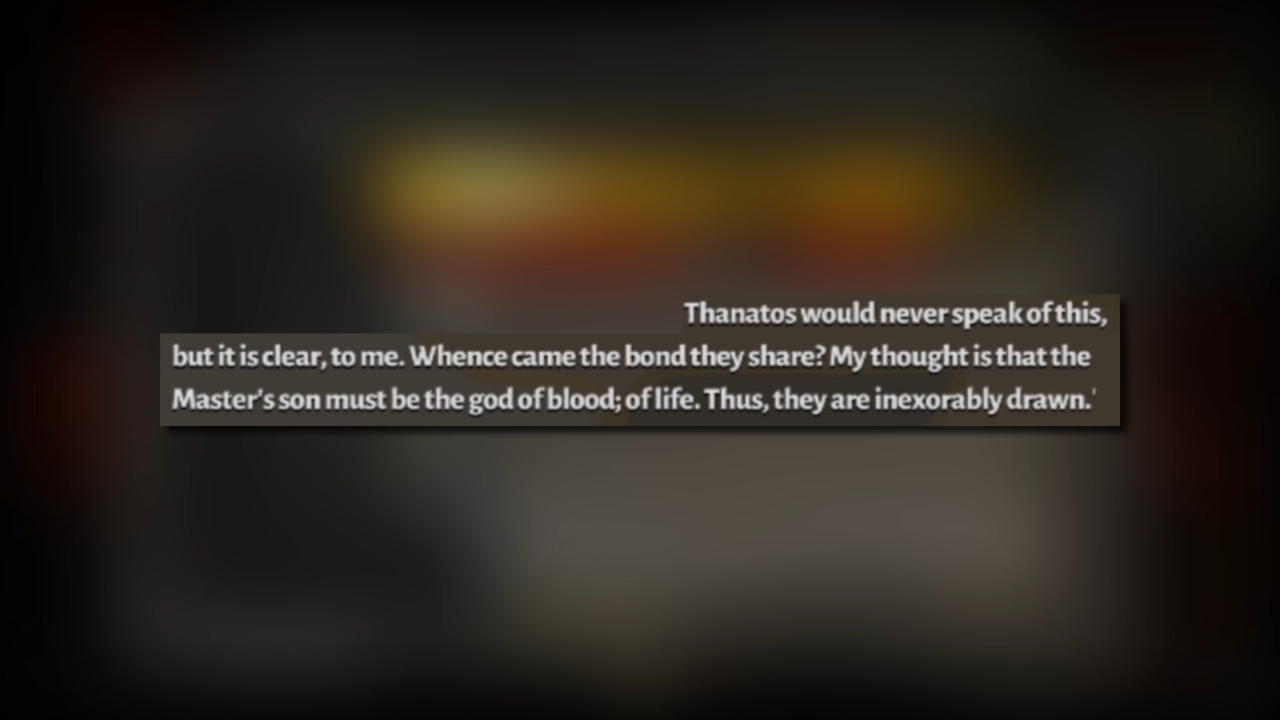 Thanatos would never speak of this,
but it is clear, to me. Whence came the bond they share? My thought is that the
Master's son must be the god of blood; of life. Thus, they are inexorably drawn.'